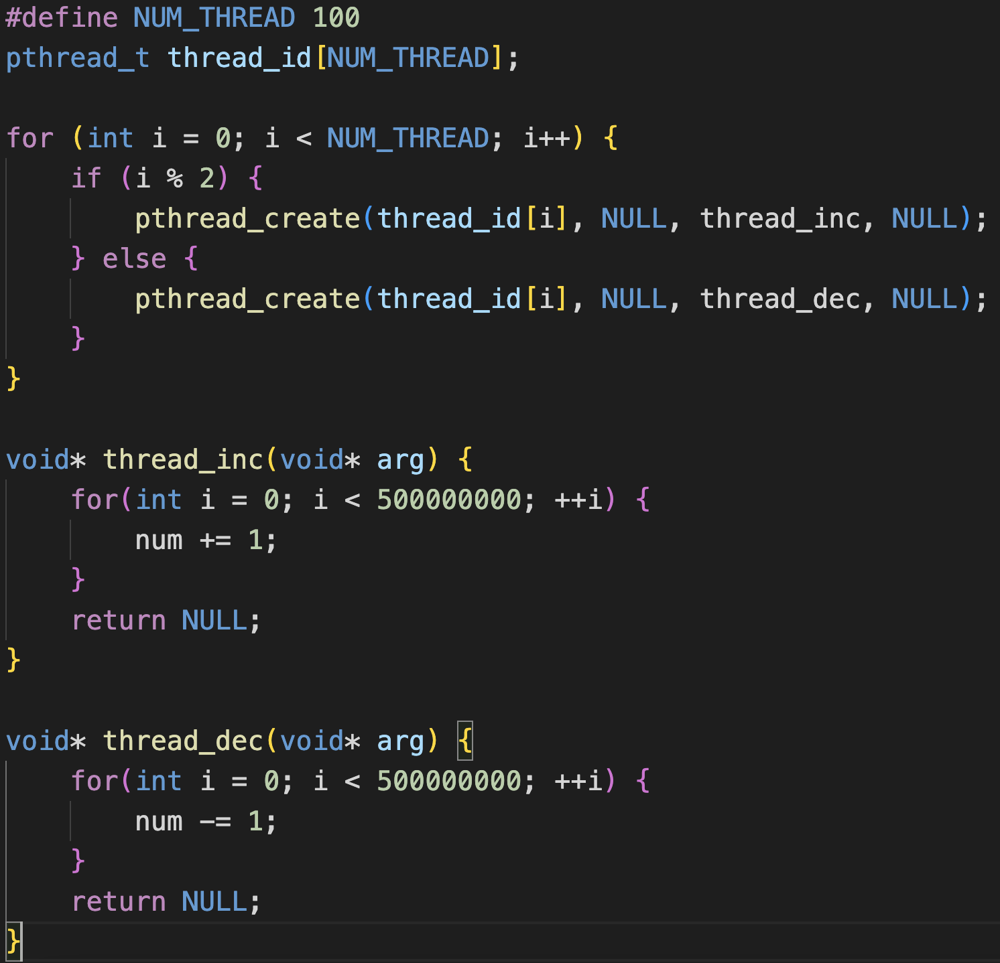 #define NUM_THREAD 100
pthread_t thread_id[NUM_THREAD];

for (int i = 0; i < NUM_THREAD; i++) {
    if (i % 2) {
        pthread_create(thread_id[i], NULL, thread_inc, NULL);
    } else {
        pthread_create(thread_id[i], NULL, thread_dec, NULL);
    }
}

void* thread_inc(void* arg) {
    for(int i = 0; i < 500000000; ++i) {
        num += 1;
    }
    return NULL;
}

void* thread_dec(void* arg) {
    for(int i = 0; i < 500000000; ++i) {
        num -= 1;
    }
    return NULL;
}